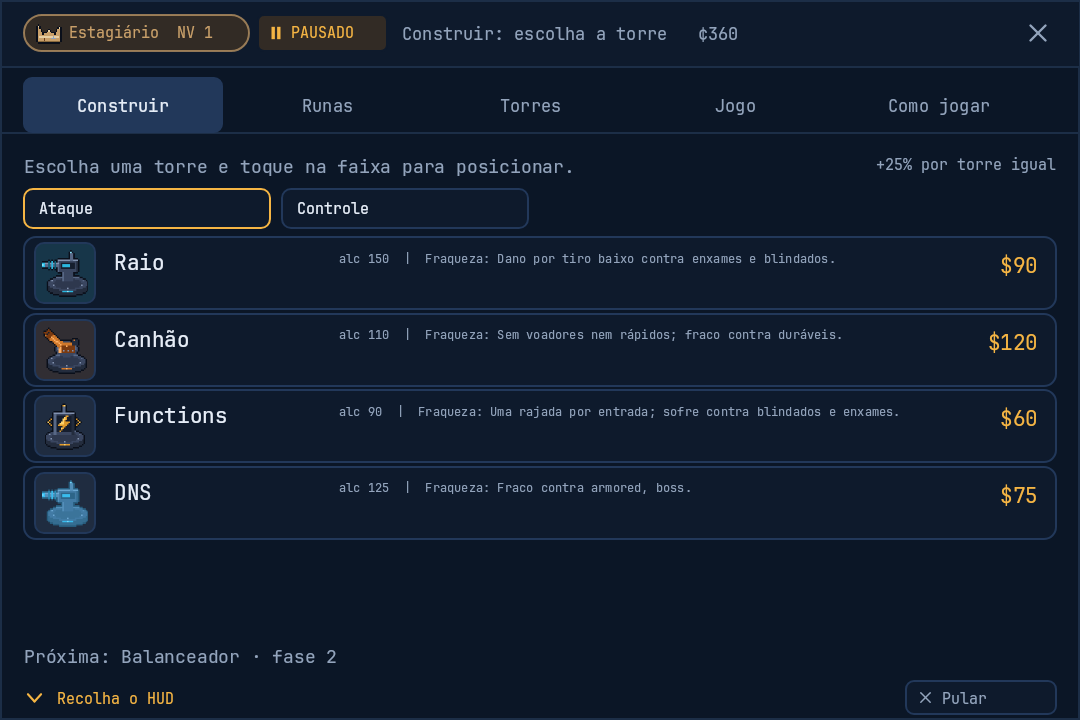 Estagiário NV 1 PAUSADO Construir: escolha a torre ₵360
Construir Runas Torres Jogo Como jogar
Escolha uma torre e toque na faixa para posicionar. +25% por torre igual
Ataque Controle
Raio alc 150 | Fraqueza: Dano por tiro baixo contra enxames e blindados. $90
Canhão alc 110 | Fraqueza: Sem voadores nem rápidos; fraco contra duráveis. $120
Functions alc 90 | Fraqueza: Uma rajada por entrada; sofre contra blindados e enxames. $60
DNS alc 125 | Fraqueza: Fraco contra armored, boss. $75
Próxima: Balanceador · fase 2
Recolha o HUD Pular